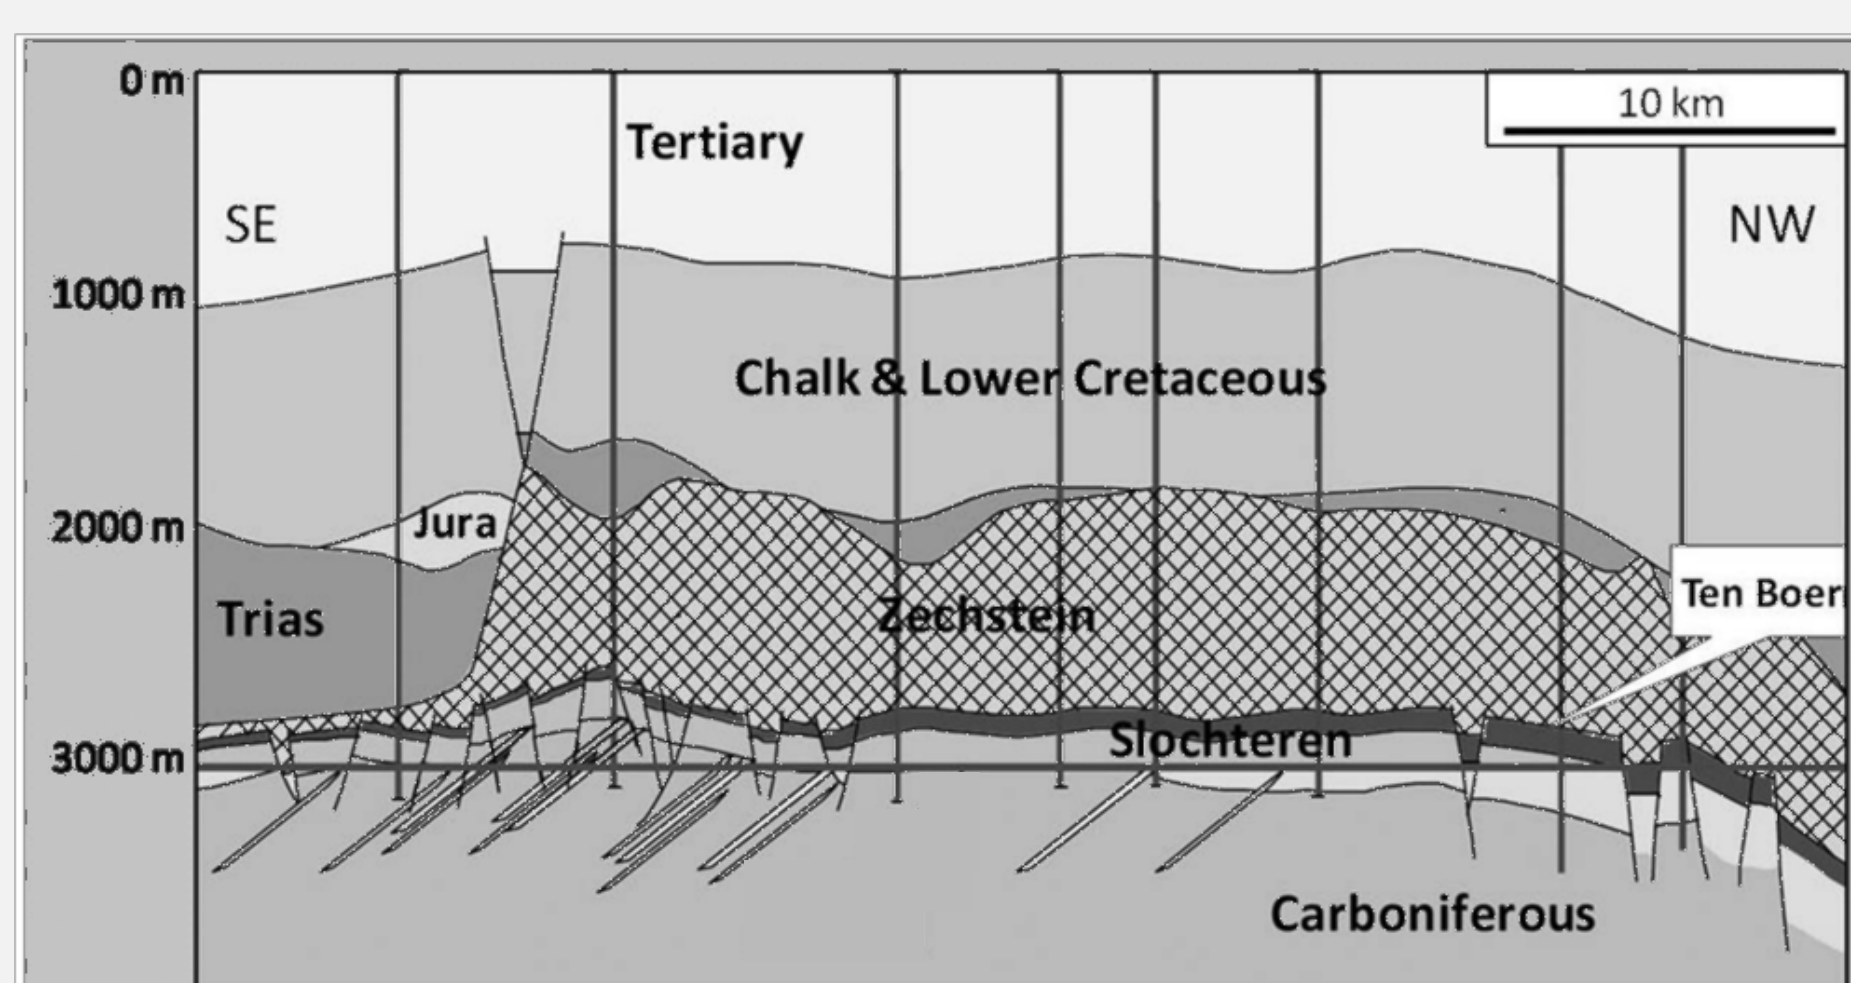 0 m
10 km
Tertiary
SE
NW
1000 m
Chalk & Lower Cretaceous
2000 m
Jura
Ten Boer
Trias
Zechstein
Slochteren
3000 m
Carboniferous